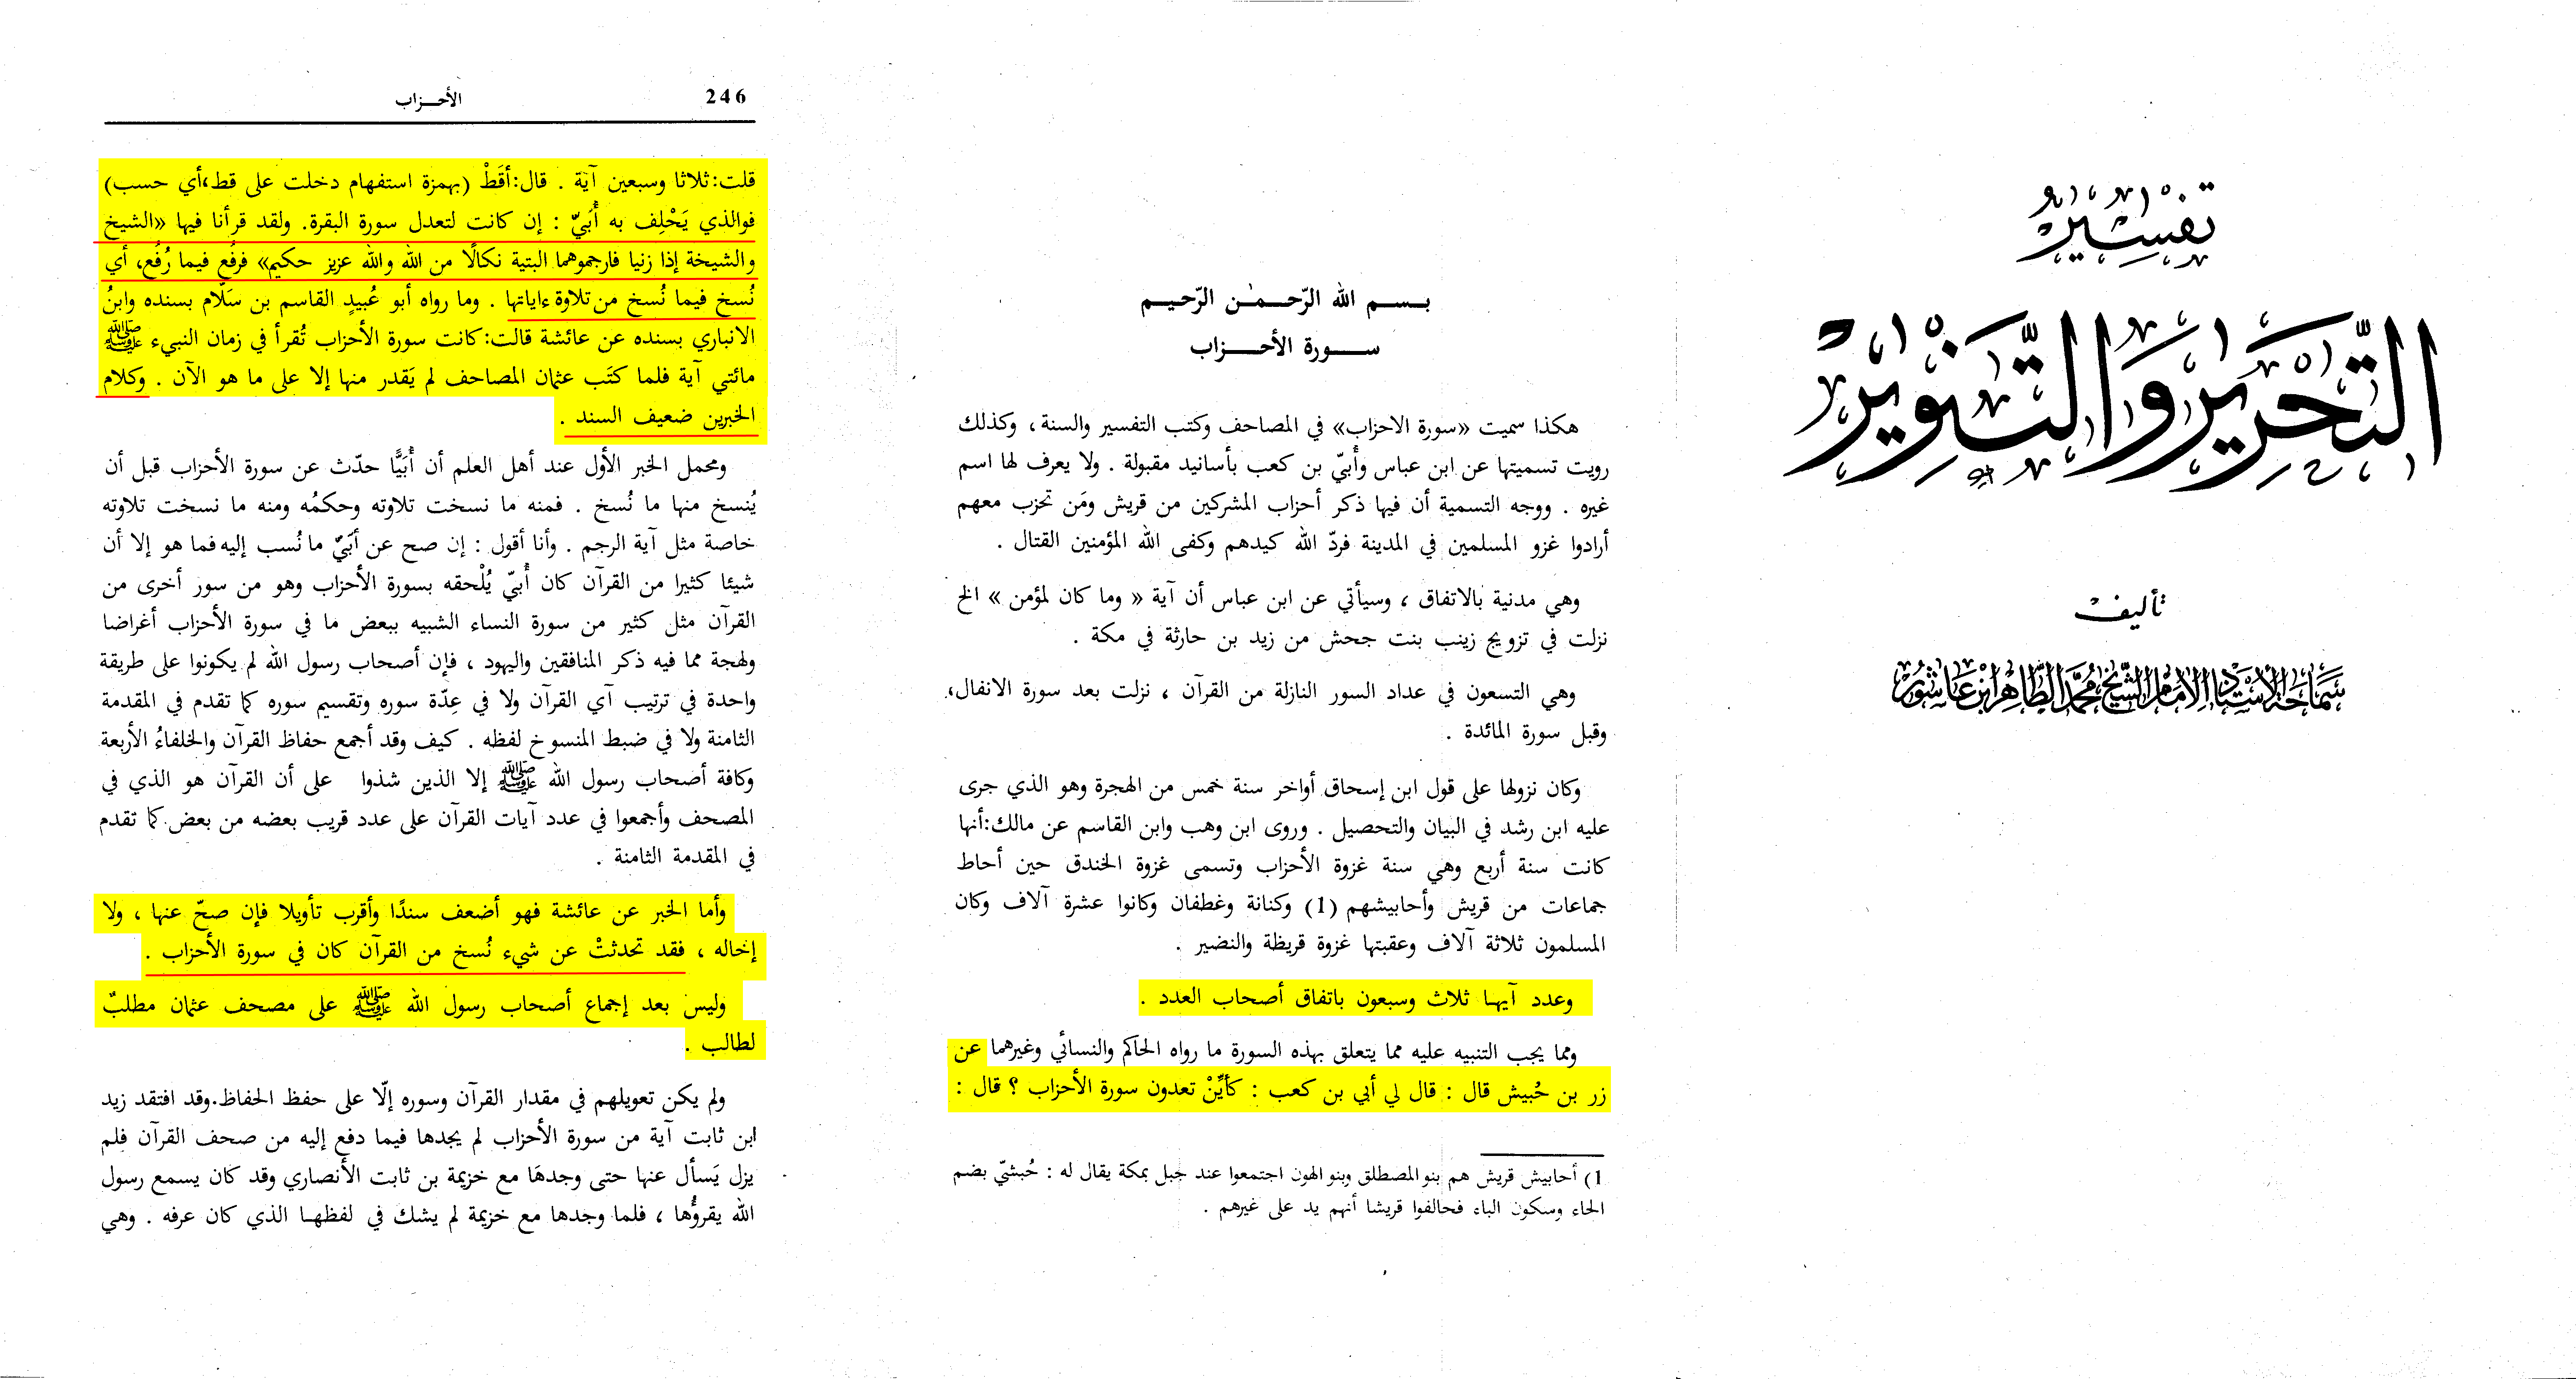 تفسير
التحرير والتنوير
تأليف
سماحة الأستاذ الإمام الشيخ محمد الطاهر ابن عاشور
بســم الله الرّحــمٰـن الرّحيــم
ســـورة الأحـــزاب
هكذا سميت «سورة الاحزاب» في المصاحف وكتب التفسير والسنة ، وكذلك
رويت تسميتها عن ابن عباس وأُبيّ بن كعب بأسانيد مقبولة . ولا يعرف لها اسم
غيره . ووجه التسمية أن فيها ذكر أحزاب المشركين من قريش ومَن تحزب معهم
أرادوا غزو المسلمين في المدينة فردّ الله كيدهم وكفى الله المؤمنين القتال .
وهي مدنية بالاتفاق ، وسيأتي عن ابن عباس أن آية « وما كان لمؤمن » الخ
نزلت في تزويج زينب بنت جحش من زيد بن حارثة في مكة .
وهي التسعون في عداد السور النازلة من القرآن ، نزلت بعد سورة الانفال،
وقبل سورة المائدة .
وكان نزولها على قول ابن إسحاق أواخر سنة خمس من الهجرة وهو الذي جرى
عليه ابن رشد في البيان والتحصيل . وروى ابن وهب وابن القاسم عن مالك:أنها
كانت سنة أربع وهي سنة غزوة الأحزاب وتسمى غزوة الخندق حين أحاط
جماعات من قريش وأحابيشهم (1) وكنانة وغطفان وكانوا عشرة آلاف وكان
المسلمون ثلاثة آلاف وعقبتها غزوة قريظة والنضير .
وعدد آيهـا ثلاث وسبعون باتفاق أصحاب العدد .
ومما يجب التنبيه عليه مما يتعلق بهذه السورة ما رواه الحاكم والنسائي وغيرهما عن
زر بن حُبيش قال : قال لي أبي بن كعب : كأيِّنْ تعدون سورة الأحزاب ؟ قال :
1) أحابيش قريش هم بنو المصطلق وبنو الهون اجتمعوا عند جبل بمكة يقال له : حُبشيّ بضم
الحاء وسكون الباء فحالفوا قريشا أنهم يد على غيرهم .
246 الأحــزاب
قلت:ثلاثا وسبعين آية . قال:أقَطْ (بهمزة استفهام دخلت على قط،أي حسب)
فوالذي يَحْلِف به أُبَيّ : إن كانت لتعدل سورة البقرة. ولقد قرأنا فيها «الشيخ
والشيخة إذا زنيا فارجموهما البتية نكالًا من الله والله عزيز حكيم» فرفُع فيما رُفُع، أي
نُسخ فيما نُسخ من تلاوة ءاياتها . وما رواه أبو عُبيدٍ القاسم بن سَلّام بسنده وابنُ
الانباري بسنده عن عائشة قالت:كانت سورة الأحزاب تُقرأ في زمان النبيء ﷺ
مائتي آية فلما كتَب عثمان المصاحف لم يَقدر منها إلا على ما هو الآن . وكلام
الخبرين ضعيف السند .
ومحمل الخبر الأول عند أهل العلم أن أُبَيًّا حدّث عن سورة الأحزاب قبل أن
يُنسخ منها ما نُسخ . فمنه ما نسخت تلاوته وحكمُه ومنه ما نسخت تلاوته
خاصة مثل آية الرجم . وأنا أقول : إن صح عن أُبَيٍّ ما نُسب إليه فما هو إلا أن
شيئا كثيرا من القرآن كان أُبيّ يُلْحقه بسورة الأحزاب وهو من سور أخرى من
القرآن مثل كثير من سورة النساء الشبيه ببعض ما في سورة الأحزاب أغراضا
ولهجة مما فيه ذكر المنافقين واليهود ، فإن أصحاب رسول الله لم يكونوا على طريقة
واحدة في ترتيب آي القرآن ولا في عِدّة سوره وتقسيم سوره كما تقدم في المقدمة
الثامنة ولا في ضبط المنسوخ لفظه . كيف وقد أجمع حفاظ القرآن والخلفاءُ الأربعة
وكافة أصحاب رسول الله ﷺ إلا الذين شذوا على أن القرآن هو الذي في
المصحف وأجمعوا في عدد آيات القرآن على عدد قريب بعضه من بعض كما تقدم
في المقدمة الثامنة .
وأما الخبر عن عائشة فهو أضعف سندًا وأقرب تأويلا فإن صحّ عنها ، ولا
إخاله ، فقد تحدثتْ عن شيء نُسخ من القرآن كان في سورة الأحزاب .
وليس بعد إجماع أصحاب رسول الله ﷺ على مصحف عثمان مطلبٌ
لطالب .
ولم يكن تعويلهم في مقدار القرآن وسوره إلّا على حفظ الحفاظ.وقد افتقد زيد
ابن ثابت آية من سورة الأحزاب لم يجدها فيما دفع إليه من صحف القرآن فلم
يزل يَسأل عنها حتى وجدهَا مع خزيمة بن ثابت الأنصاري وقد كان يسمع رسول
الله يقرؤُها ، فلما وجدها مع خزيمة لم يشك في لفظهـا الذي كان عرفه . وهي